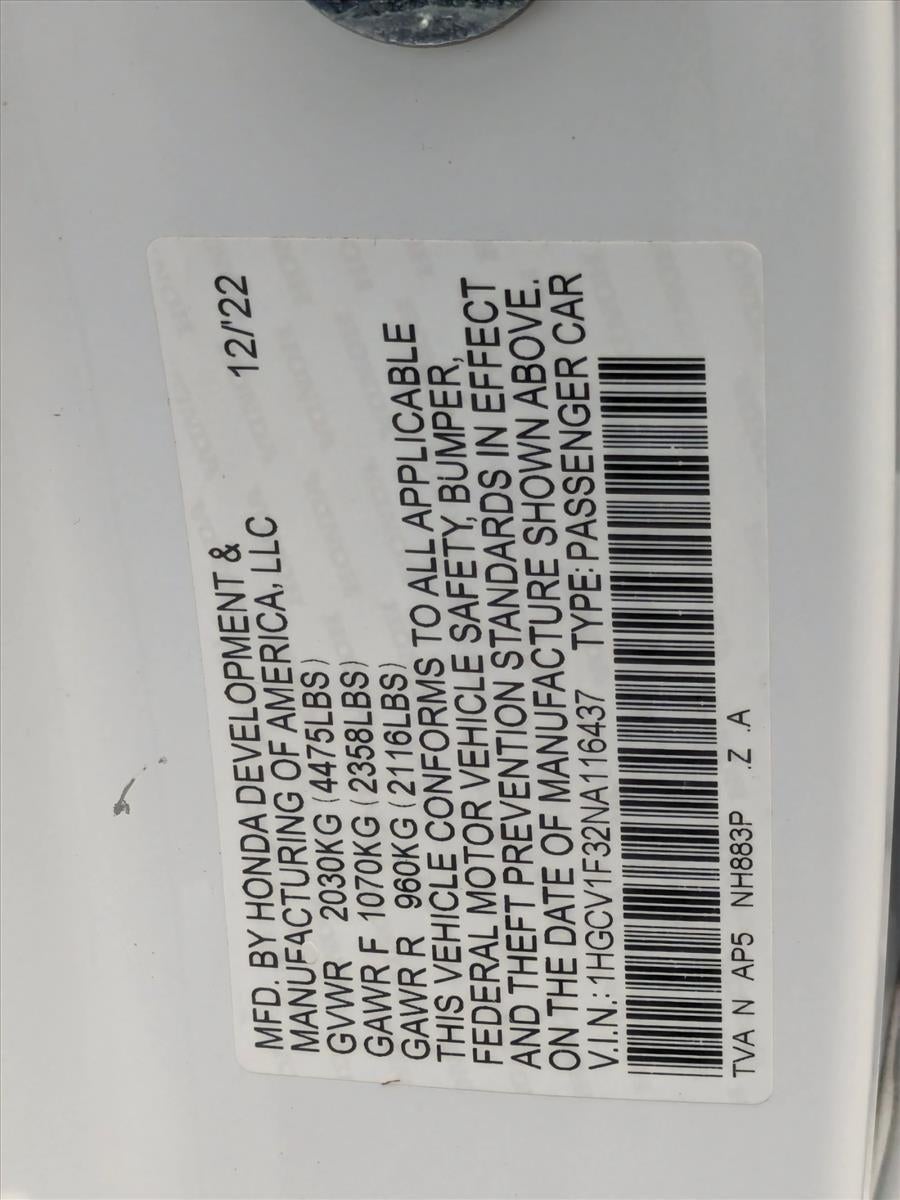 MFD. BY HONDA DEVELOPMENT &
MANUFACTURING OF AMERICA, LLC 12/'22
GVWR 2030KG (4475LBS)
GAWR F 1070KG (2358LBS)
GAWR R 960KG (2116LBS)
THIS VEHICLE CONFORMS TO ALL APPLICABLE
FEDERAL MOTOR VEHICLE SAFETY, BUMPER,
AND THEFT PREVENTION STANDARDS IN EFFECT
ON THE DATE OF MANUFACTURE SHOWN ABOVE.
V.I.N.: 1HGCV1F32NA116437 TYPE: PASSENGER CAR
TVA N AP5 NH883P .Z .A